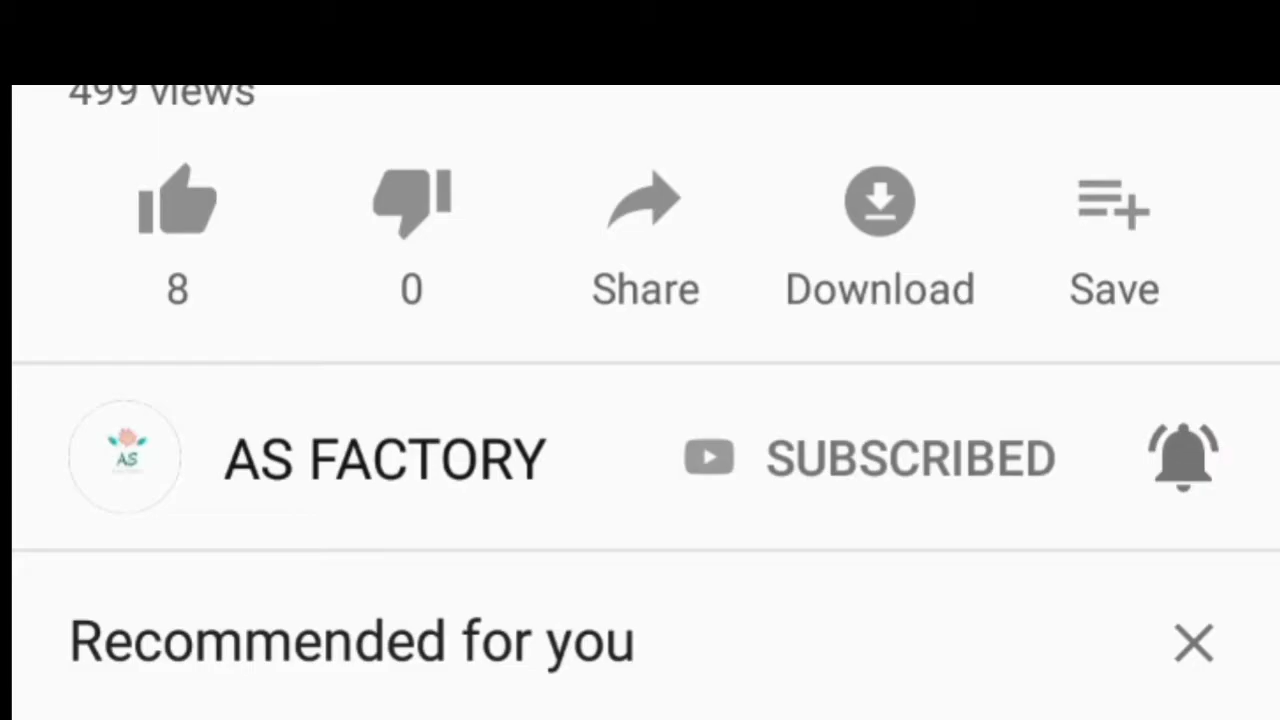 499 views
8 0 Share Download Save
AS
AS FACTORY SUBSCRIBED
Recommended for you